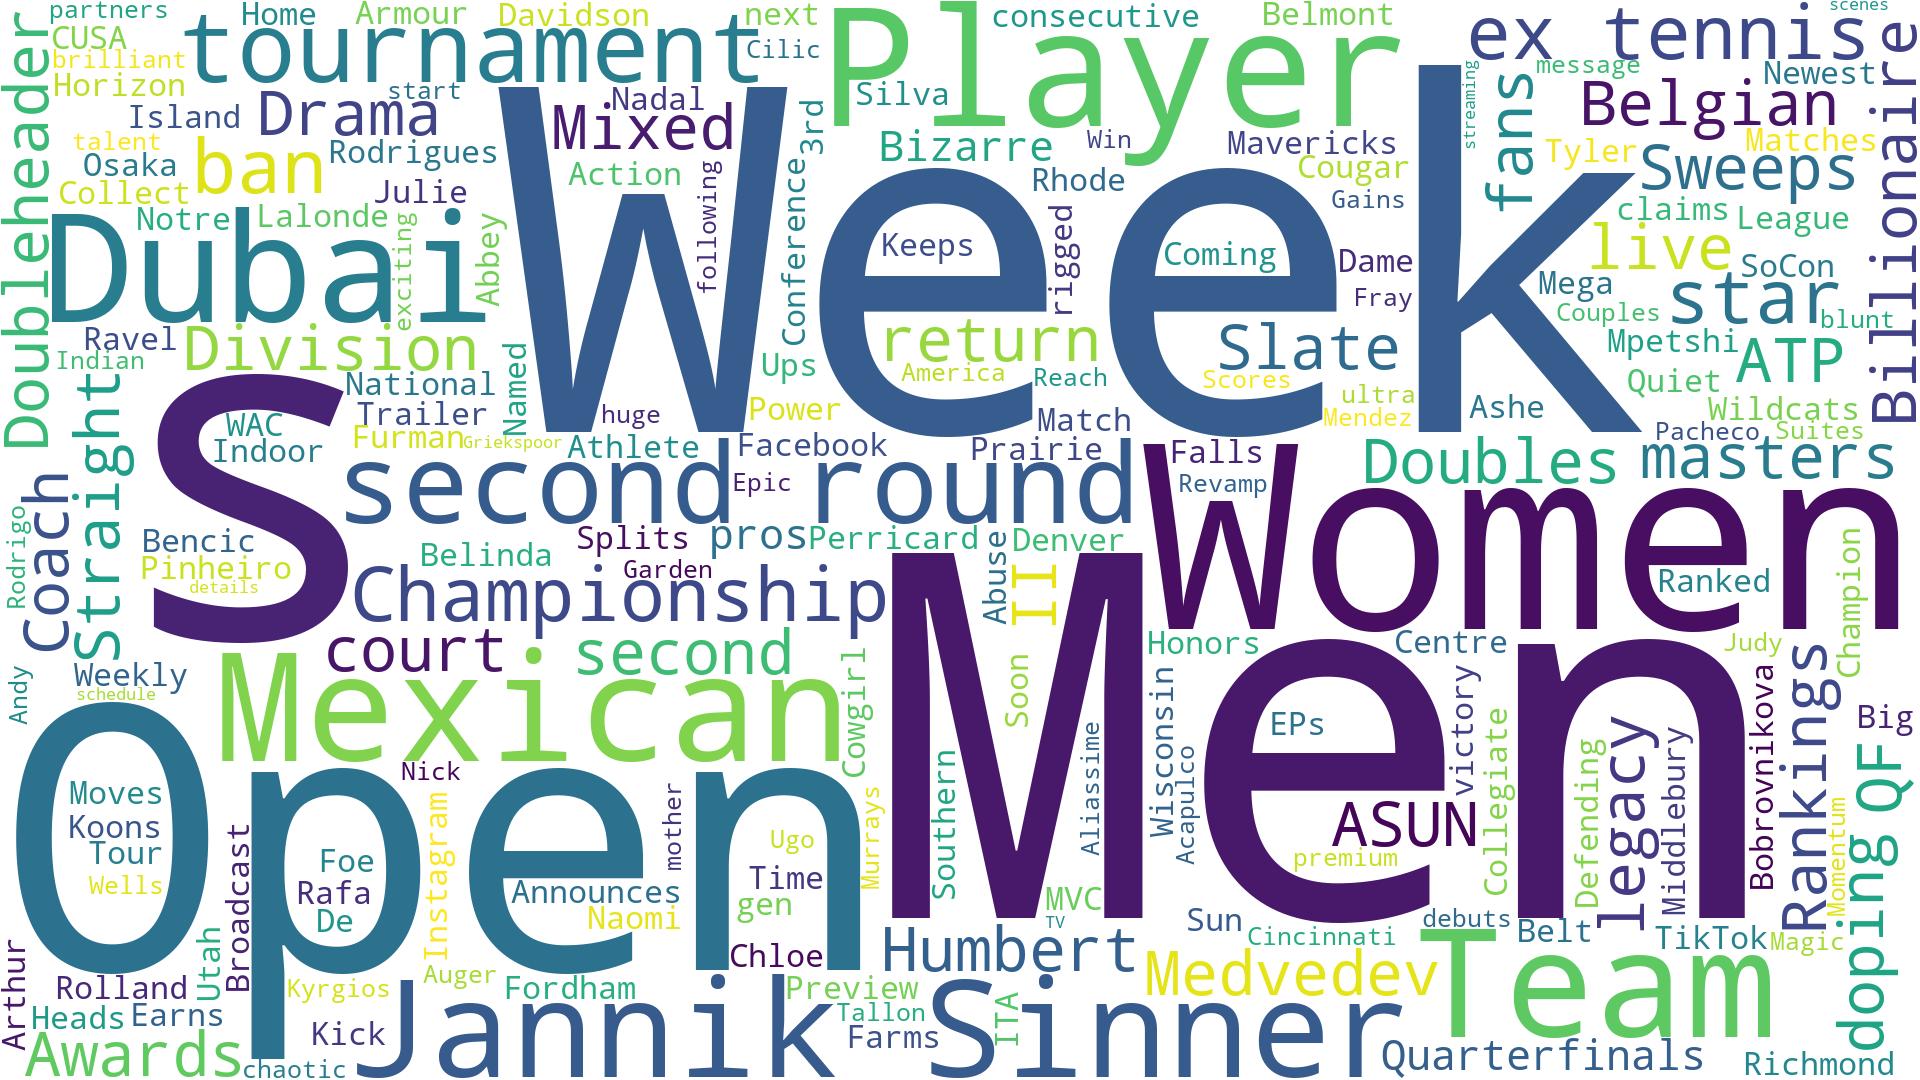 partners
Home
Armour
Davidson
next
consecutive
Belmont
scenes
CUSA
tournament
Player
ex tennis
brilliant
Cilic
Horizon
start
Silva
message
Newest
Doubleheader
Island
Drama
Nadal
Mixed
3rd
streaming
fans
Belgian
Billionaire
talent
ban
Rodrigues
Bizarre
Win
Mavericks
Tyler
Matches
Osaka
Action
Rhode
Cougar
Sweeps
Collect
Julie
following
Conference
Gains
claims
League
Notre
Lalonde
Week
Keeps
rigged
Coming
Dame
live
SoCon
Dubai
exciting
Abbey
Fray
Mega
star
Couples
blunt
Ravel
Division
return
Slate
Mpetshi
ATP
Indian
Named
Ups
America
Reach
Scores
ultra
Quiet
Straight
National
Power
Match
Mendez
Ashe
Wildcats
Trailer
huge
WAC
Furman
Griekspoor
Athlete
Facebook
Prairie
Falls
Pacheco
Suites
Indoor
S
second round
Epic
Revamp
Doubles
masters
Women
Coach
Rodrigo
Bencic
Belinda
Splits
pros
Perricard
Abuse
Denver
II
Champion
Pinheiro
Garden
details
Championship
Ranked
court
second
Men
Honors
Centre
Judy
Andy
Weekly
schedule
Mexican
Cowgirl
Soon
Wisconsin
victory
Bobrovnikova
Rankings
Big
Open
Nick
EPs
Moves
Koons
Tour
Wells
Instagram
mother
Murrays
Southern
Aliassime
Acapulco
ASUN
Collegiate
Defending
legacy
Middlebury
Momentum
doping QF
Foe
Rafa
De
Ugo
Time
gen
premium
Announces
Naomi
MVC
TV
Sun
debuts
Belt
Broadcast
Utah
Arthur
Chloe
Humbert
Cincinnati
Team
TikTok
Magic
Rolland
Kyrgios
Auger
Fordham
Preview
Medvedev
Heads
Earns
Kick
Jannik Sinner
Tallon
Farms
ITA
Awards
chaotic
Quarterfinals
Richmond